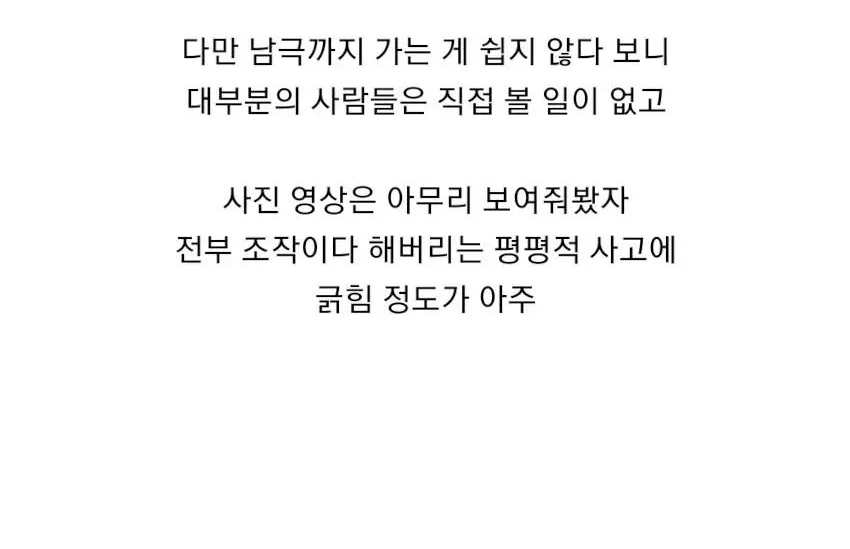 다만 남극까지 가는 게 쉽지 않다 보니
대부분의 사람들은 직접 볼 일이 없고
사진 영상은 아무리 보여줘봤자
전부 조작이다 해버리는 평평적 사고에
긁힘 정도가 아주